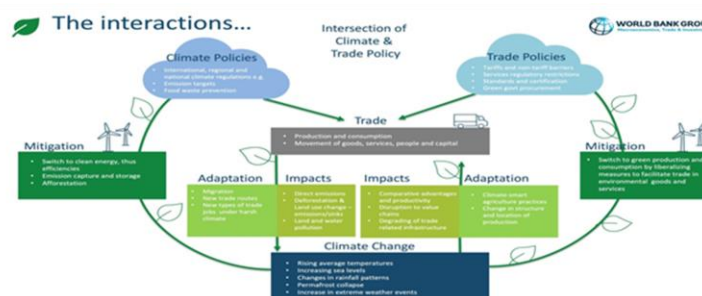 The interactions...
Intersection of
Climate &
Trade Policy
WORLD BANK GROUP
Macroeconomics, Trade & Investment
Climate Policies
International, regional and
national climate regulations e.g.
Emission targets
Food waste prevention
Trade Policies
Tariffs and non-tariff barriers
Services regulatory restrictions
Standards and certification
Green govt procurement
Trade
Production and consumption
Movement of goods, services, people and capital
Mitigation
Switch to clean energy, thus
efficiencies
Emission capture and storage
Afforestation
Adaptation
Migration
New trade routes
New types of trade
jobs under harsh
climate
Impacts
Direct emissions
Deforestation &
Land use change –
emissions/sinks
Land and water
pollution
Impacts
Comparative advantages
and productivity
Disruption to value
chains
Degrading of trade
related infrastructure
Adaptation
Climate-smart
agriculture practices
Change in structure
and location of
production
Mitigation
Switch to green production and
consumption by liberalizing
measures to facilitate trade in
environmental goods and
services
Climate Change
Rising average temperatures
Increasing sea levels
Changes in rainfall patterns
Permafrost collapse
Increase in extreme weather events